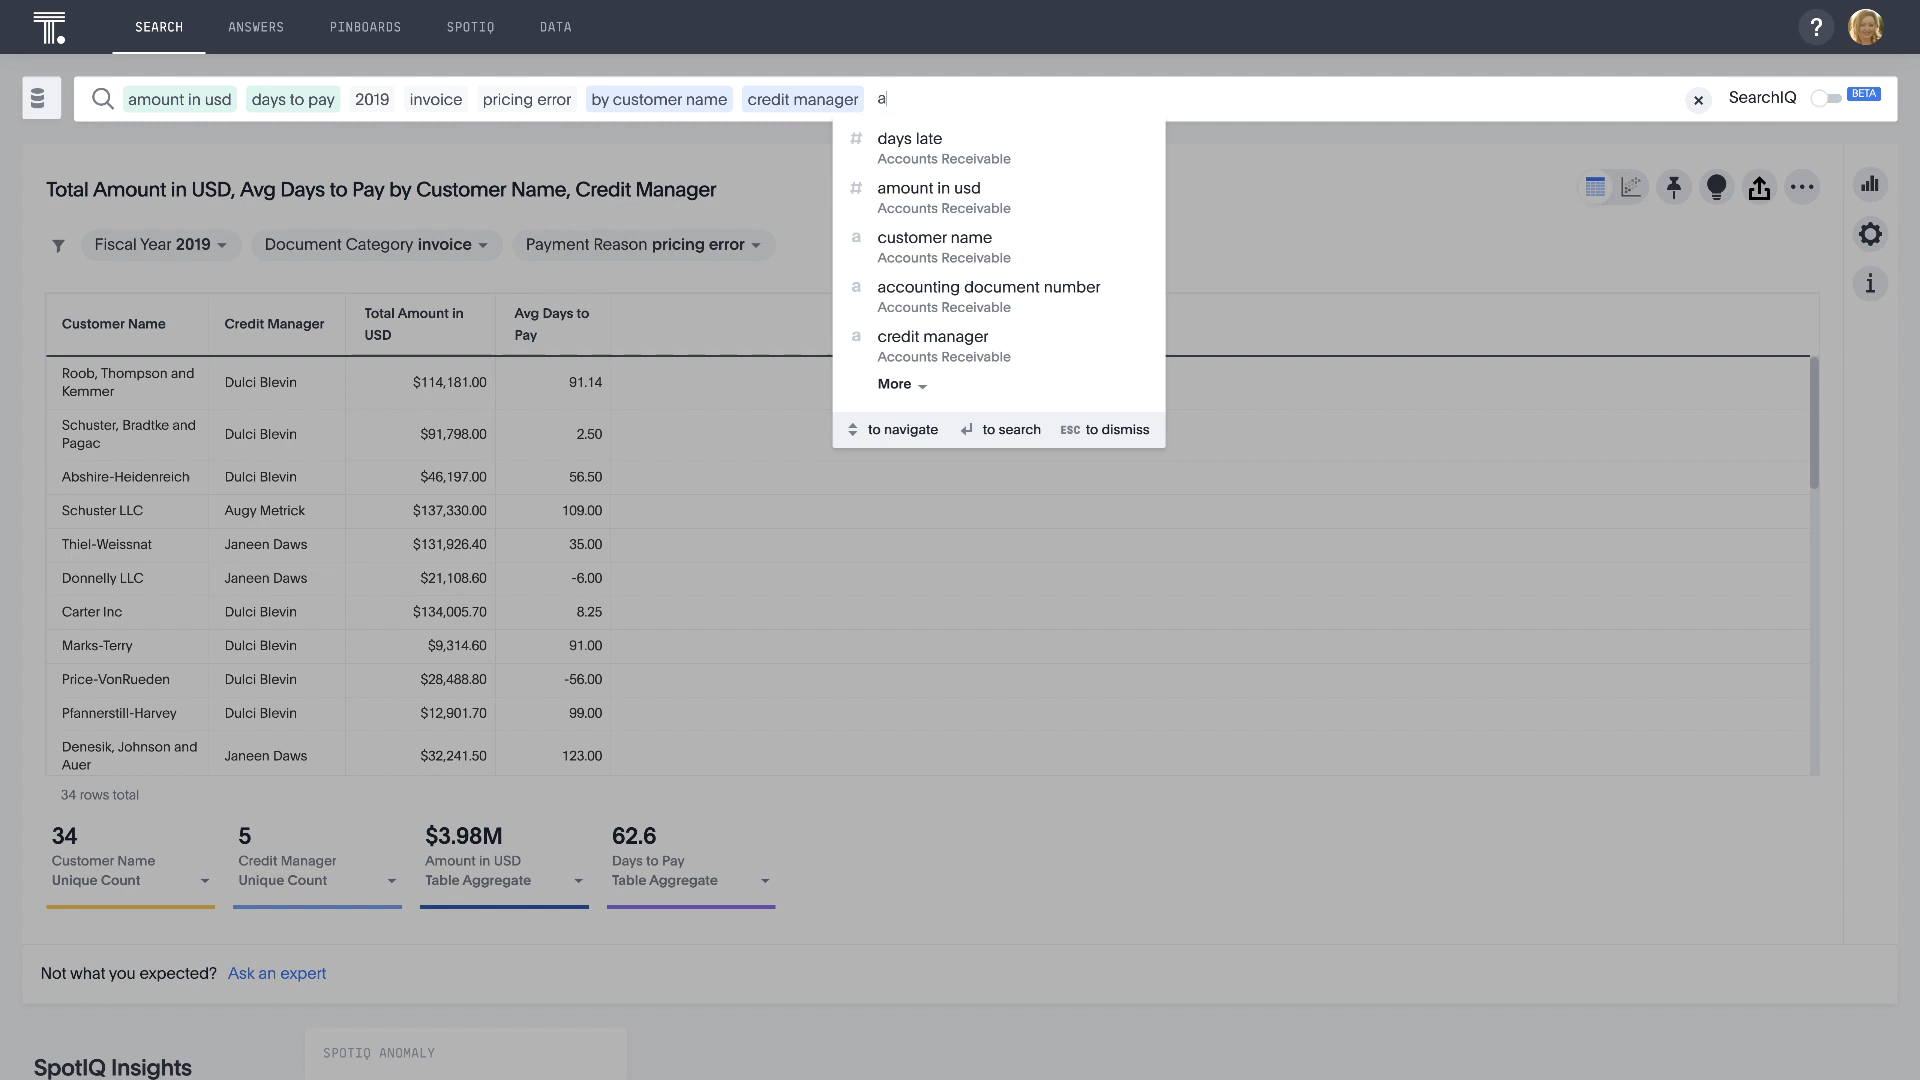 T.
SEARCH
ANSWERS
PINBOARDS
SPOTIQ
DATA
?
amount in usd days to pay 2019 invoice pricing error by customer name credit manager a
SearchIQ BETA
# days late
Accounts Receivable
# amount in usd
Accounts Receivable
a customer name
Accounts Receivable
a accounting document number
Accounts Receivable
a credit manager
Accounts Receivable
More
to navigate to search ESC to dismiss
Total Amount in USD, Avg Days to Pay by Customer Name, Credit Manager
Fiscal Year 2019 Document Category invoice Payment Reason pricing error
Customer Name Credit Manager Total Amount in USD Avg Days to Pay
Roob, Thompson and Kemmer Dulci Blevin $114,181.00 91.14
Schuster, Bradtke and Pagac Dulci Blevin $91,798.00 2.50
Abshire-Heidenreich Dulci Blevin $46,197.00 56.50
Schuster LLC Augy Metrick $137,330.00 109.00
Thiel-Weissnat Janeen Daws $131,926.40 35.00
Donnelly LLC Janeen Daws $21,108.60 -6.00
Carter Inc Dulci Blevin $134,005.70 8.25
Marks-Terry Dulci Blevin $9,314.60 91.00
Price-VonRueden Dulci Blevin $28,488.80 -56.00
Pfannerstill-Harvey Dulci Blevin $12,901.70 99.00
Denesik, Johnson and Auer Janeen Daws $32,241.50 123.00
34 rows total
34 5 $3.98M 62.6
Customer Name Credit Manager Amount in USD Days to Pay
Unique Count Unique Count Table Aggregate Table Aggregate
Not what you expected? Ask an expert
SPOTIQ ANOMALY
SpotIQ Insights